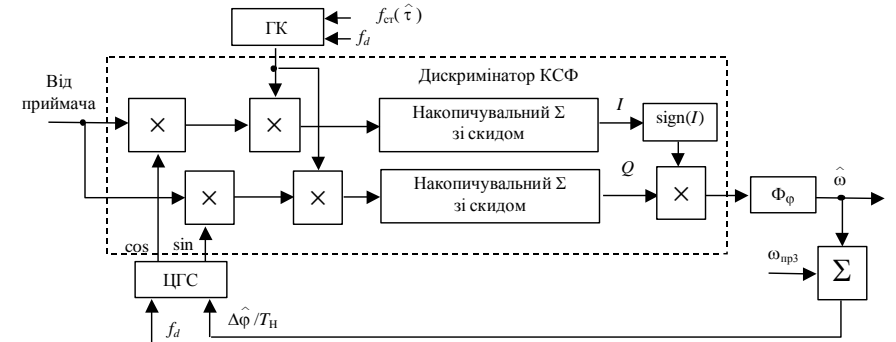 ГК
f_ст(τ̂)
f_d
Дискримінатор КСФ
Від
приймача
×
×
Накопичувальний Σ
зі скидом
I
sign(I)
×
×
Накопичувальний Σ
зі скидом
Q
×
Φ_φ
ω̂
cos
sin
ω_пр3
Σ
ЦГС
f_d
Δφ̂/T_Н